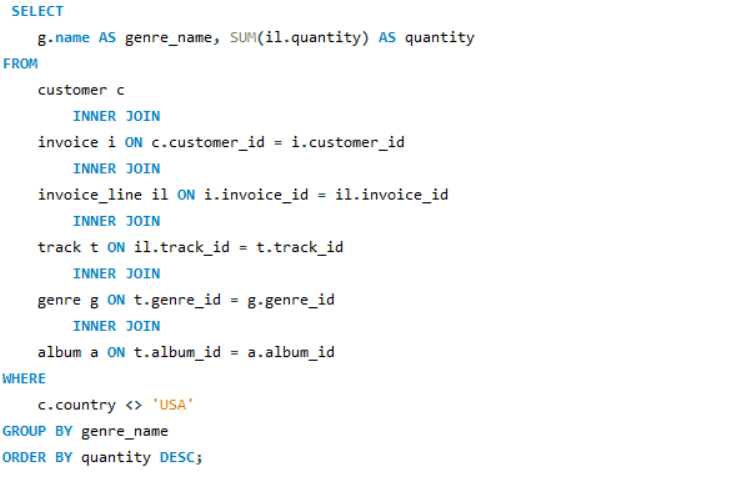 SELECT
g.name AS genre_name, SUM(il.quantity) AS quantity
FROM
customer c
INNER JOIN
invoice i ON c.customer_id = i.customer_id
INNER JOIN
invoice_line il ON i.invoice_id = il.invoice_id
INNER JOIN
track t ON il.track_id = t.track_id
INNER JOIN
genre g ON t.genre_id = g.genre_id
INNER JOIN
album a ON t.album_id = a.album_id
WHERE
c.country <> 'USA'
GROUP BY genre_name
ORDER BY quantity DESC;